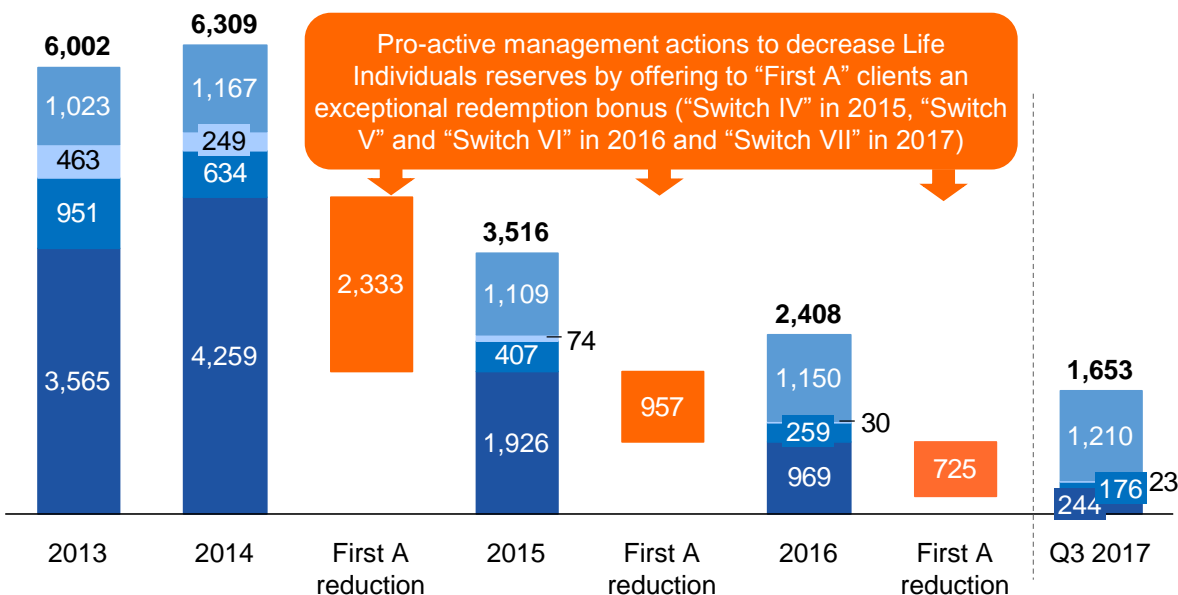 6,002
1,023
463
951
3,565
6,309
1,167
249
634
4,259
Pro-active management actions to decrease Life
Individuals reserves by offering to “First A” clients an
exceptional redemption bonus (“Switch IV” in 2015, “Switch
V” and “Switch VI” in 2016 and “Switch VII” in 2017)
2,333
3,516
1,109
74
407
1,926
957
2,408
1,150
30
259
969
725
1,653
1,210
23
176
244
2013
2014
First A
reduction
2015
First A
reduction
2016
First A
reduction
Q3 2017